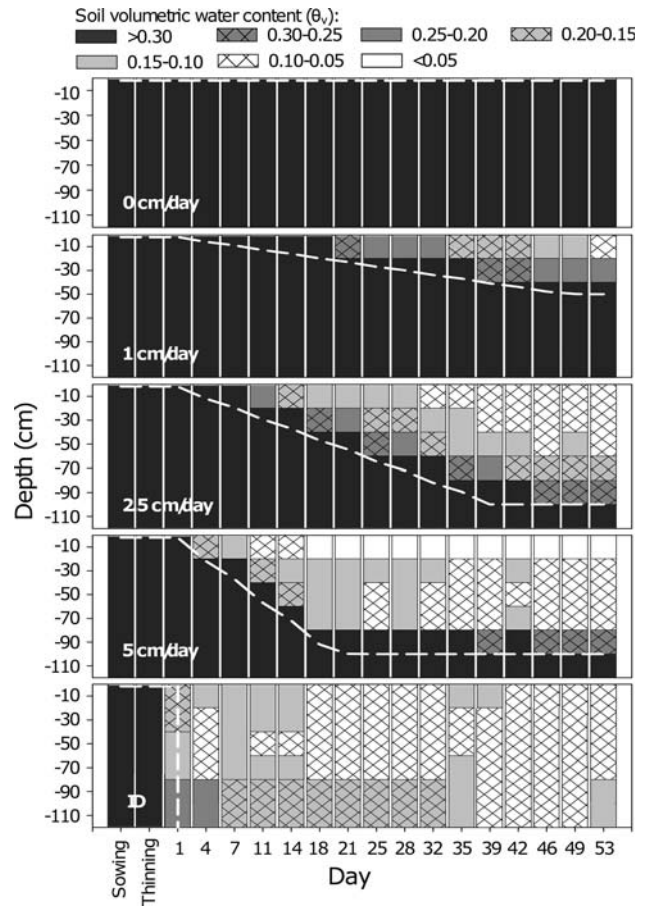 Soil volumetric water content (θv):
>0.30 0.30-0.25 0.25-0.20 0.20-0.15
0.15-0.10 0.10-0.05 <0.05
Depth (cm)
-10
-30
-50
-70
-90
-110
0 cm/day
-10
-30
-50
-70
-90
-110
1 cm/day
-10
-30
-50
-70
-90
-110
2.5 cm/day
-10
-30
-50
-70
-90
-110
5 cm/day
-10
-30
-50
-70
-90
-110
ID
Sowing Thinning 1 4 7 11 14 18 21 25 28 32 35 39 42 46 49 53
Day